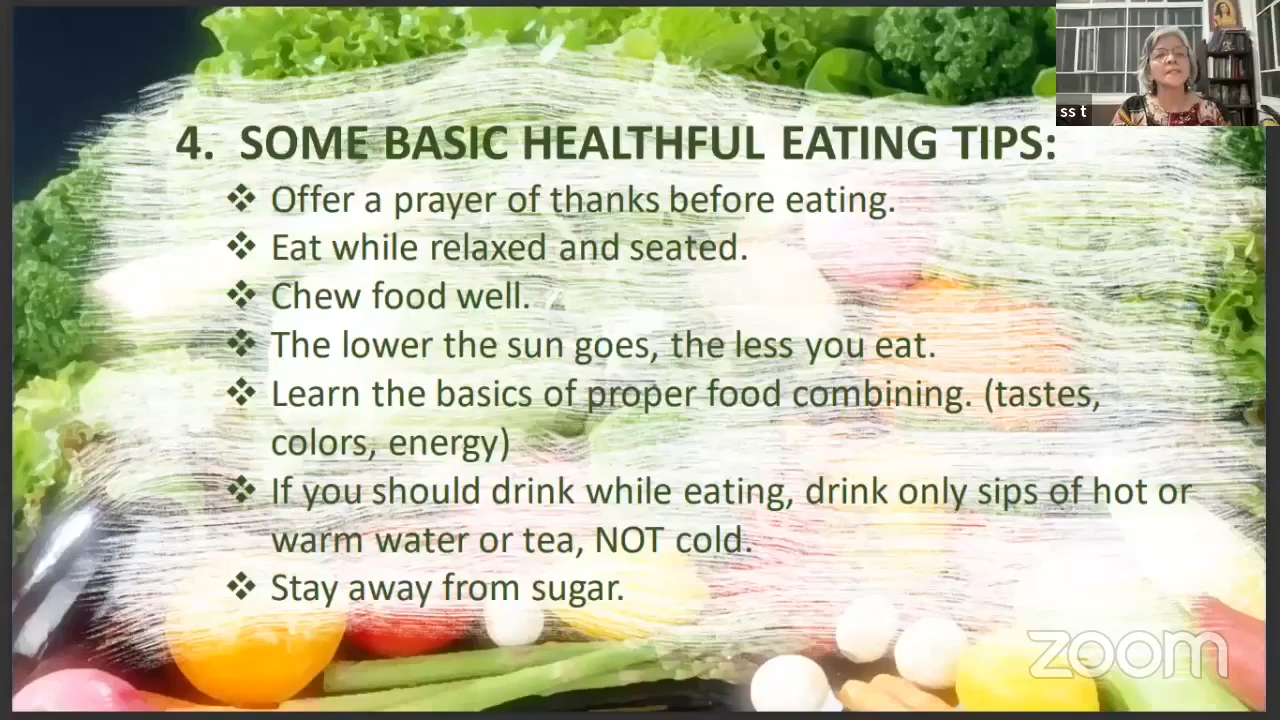 4. SOME BASIC HEALTHFUL EATING TIPS:
❖ Offer a prayer of thanks before eating.
❖ Eat while relaxed and seated.
❖ Chew food well.
❖ The lower the sun goes, the less you eat.
❖ Learn the basics of proper food combining. (tastes,
colors, energy)
❖ If you should drink while eating, drink only sips of hot or
warm water or tea, NOT cold.
❖ Stay away from sugar.
ss t
zoom